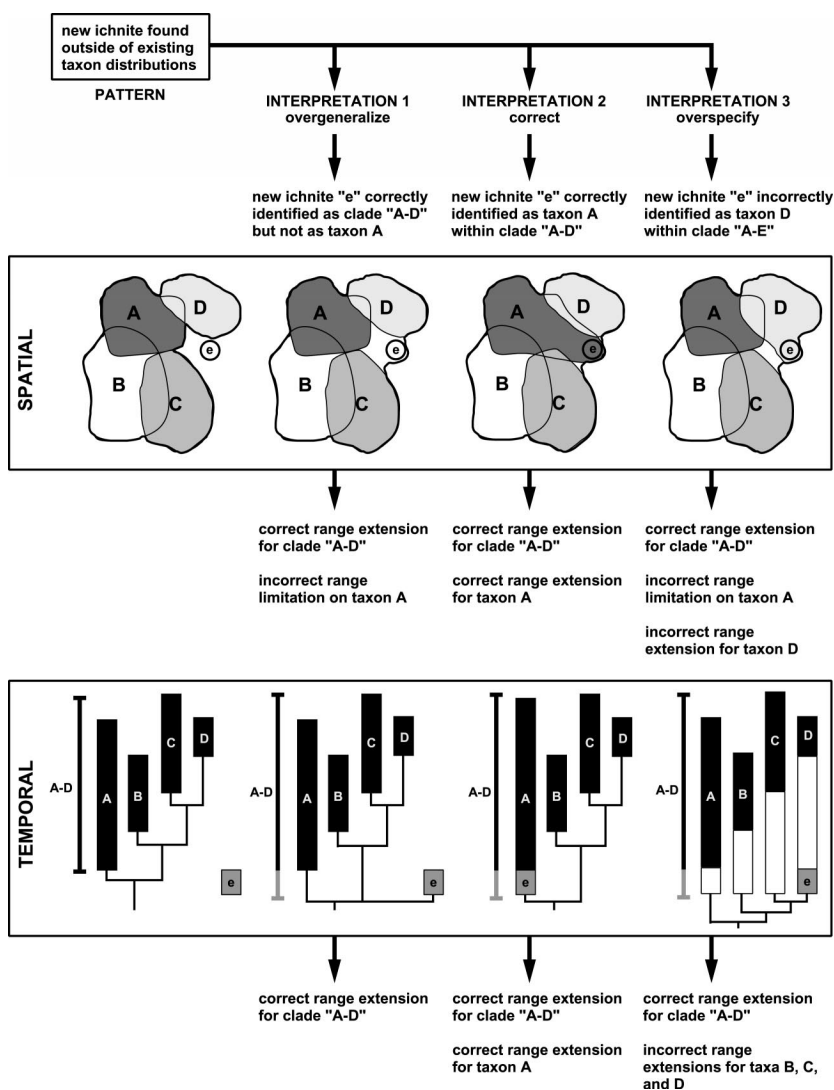 new ichnite found
outside of existing
taxon distributions
PATTERN
INTERPRETATION 1
overgeneralize
INTERPRETATION 2
correct
INTERPRETATION 3
overspecify
new ichnite "e" correctly
identified as clade "A-D"
but not as taxon A
new ichnite "e" correctly
identified as taxon A
within clade "A-D"
new ichnite "e" incorrectly
identified as taxon D
within clade "A-E"
SPATIAL
A
D
e
B
C
A
D
e
B
C
A
D
e
B
C
A
D
e
B
C
correct range extension
for clade "A-D"
incorrect range
limitation on taxon A
correct range extension
for clade "A-D"
correct range extension
for taxon A
correct range extension
for clade "A-D"
incorrect range
limitation on taxon A
incorrect range
extension for taxon D
TEMPORAL
A-D
A
B
C
D
e
A-D
A
B
C
D
e
A-D
A
B
C
D
e
A-D
A
B
C
D
e
correct range extension
for clade "A-D"
correct range extension
for clade "A-D"
correct range extension
for taxon A
correct range extension
for clade "A-D"
incorrect range
extensions for taxa B, C,
and D